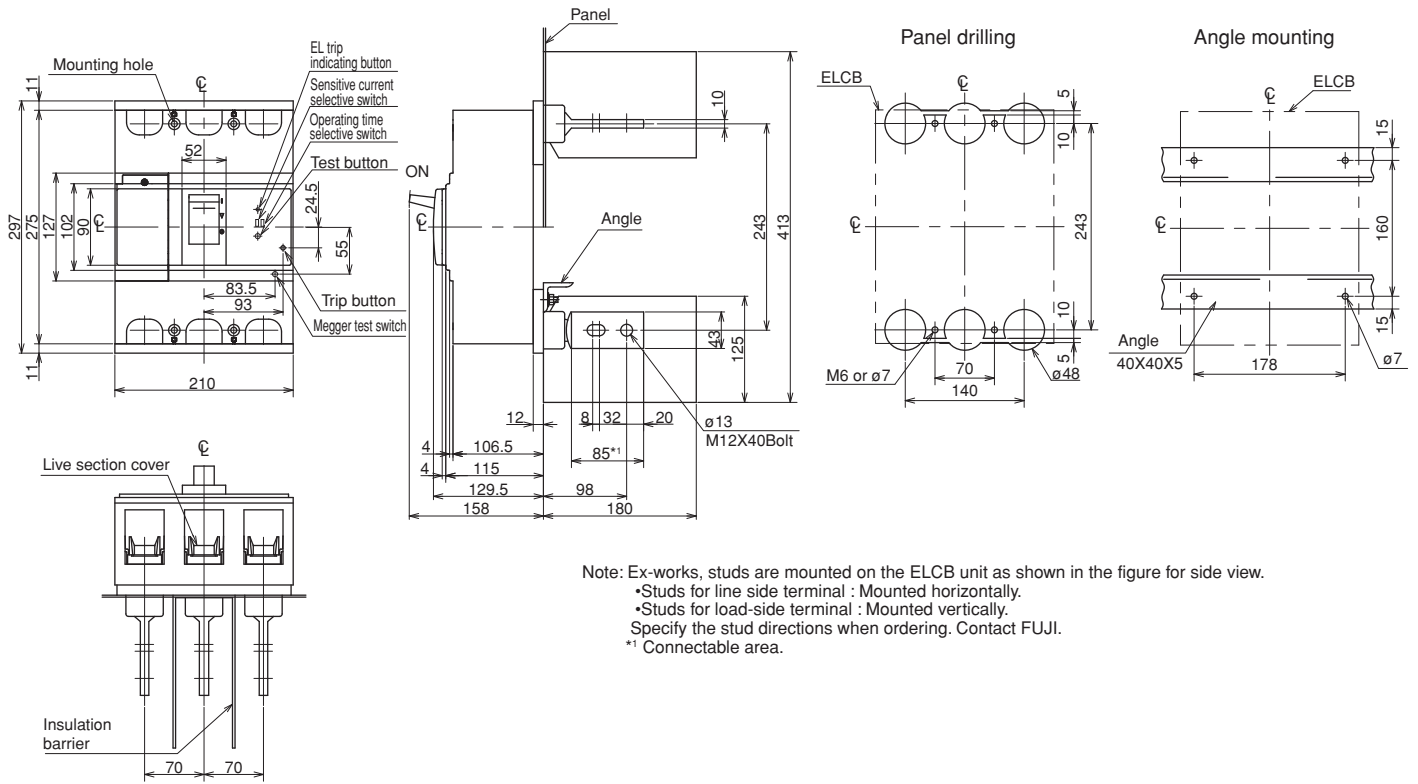 Panel
Panel drilling
Angle mounting
EL trip
indicating button
Mounting hole
Sensitive current
selective switch
Operating time
selective switch
Test button
ON
℄
11
297
275
127
102
90
℄
52
24.5
55
83.5
93
Trip button
Megger test switch
11
210
℄
10
243
413
Angle
43
125
12
8
32
20
ø13
M12X40Bolt
4
106.5
85*1
4
115
129.5
98
158
180
ELCB
℄
5
10
℄
243
10
5
M6 or ø7
70
ø48
140
ELCB
℄
15
℄
160
15
Angle
40X40X5
178
ø7
℄
Live section cover
Insulation
barrier
70
70
Note: Ex-works, studs are mounted on the ELCB unit as shown in the figure for side view.
•Studs for line side terminal : Mounted horizontally.
•Studs for load-side terminal : Mounted vertically.
Specify the stud directions when ordering. Contact FUJI.
*1 Connectable area.